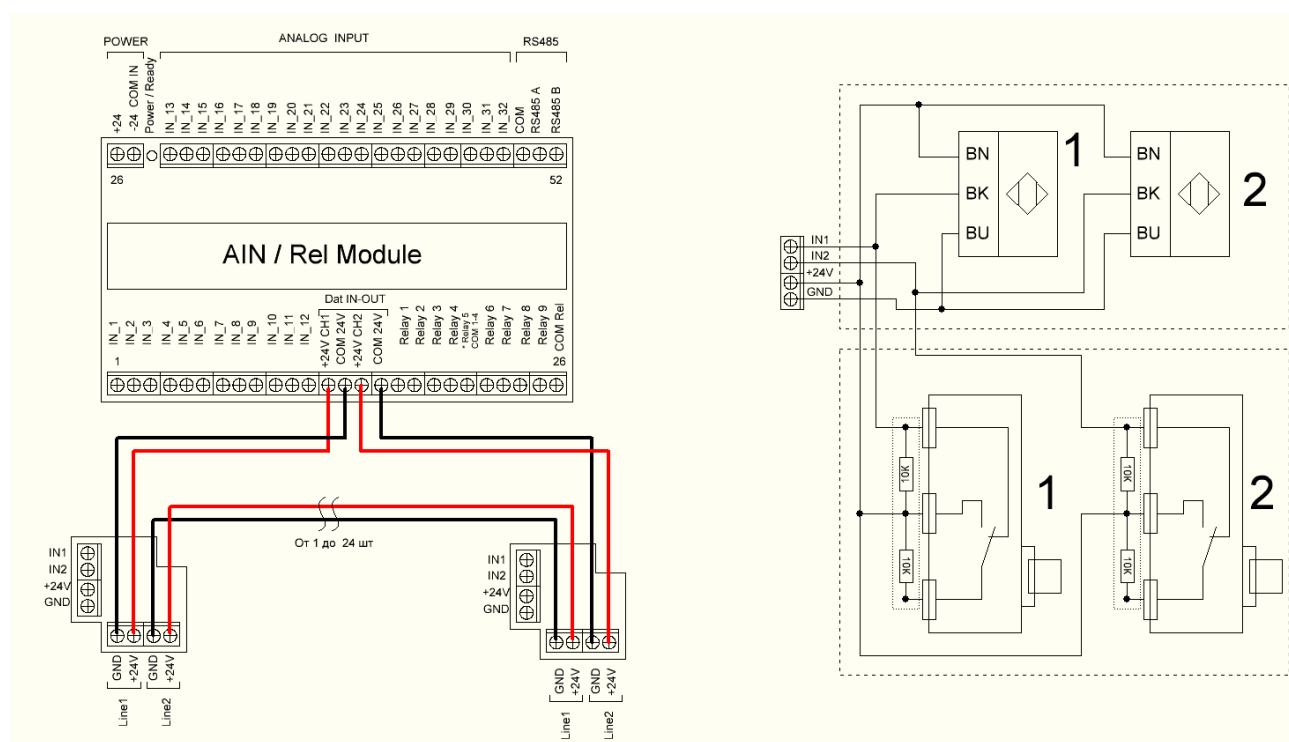 POWER
ANALOG INPUT
RS485
+24
-24 COM IN
Power / Ready
IN_13
IN_14
IN_15
IN_16
IN_17
IN_18
IN_19
IN_20
IN_21
IN_22
IN_23
IN_24
IN_25
IN_26
IN_27
IN_28
IN_29
IN_30
IN_31
IN_32
COM
RS485 A
RS485 B
26
52
AIN / Rel Module
Dat IN-OUT
IN_1
IN_2
IN_3
IN_4
IN_5
IN_6
IN_7
IN_8
IN_9
IN_10
IN_11
IN_12
+24V CH1
COM 24V
+24V CH2
COM 24V
Relay 1
Relay 2
Relay 3
Relay 4
* Relay 5
COM 1-4
Relay 6
Relay 7
Relay 8
Relay 9
COM Rel
1
26
От 1 до 24 шт
IN1
IN2
+24V
GND
GND
+24V
GND
+24V
Line1
Line2
IN1
IN2
+24V
GND
GND
+24V
GND
+24V
Line1
Line2
IN1
IN2
+24V
GND
BN
BK
BU
1
BN
BK
BU
2
10K
10K
1
10K
10K
2